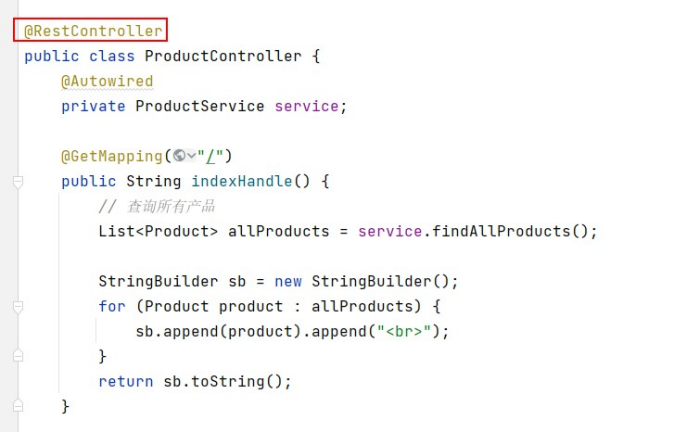 @RestController
public class ProductController {
    @Autowired
    private ProductService service;

    @GetMapping("/")
    public String indexHandle() {
        // 查询所有产品
        List<Product> allProducts = service.findAllProducts();

        StringBuilder sb = new StringBuilder();
        for (Product product : allProducts) {
            sb.append(product).append("<br>");
        }
        return sb.toString();
    }